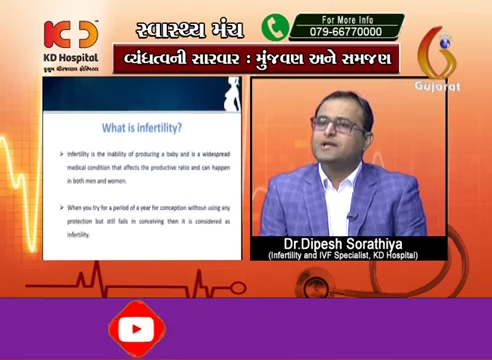 KD Hospital
કુસુમ ધીરજલાલ હોસ્પિટલ
સ્વાસ્થ્ય મંચ
For More Info
079-66770000
વ્યંધત્વની સારવાર : મુંજવણ અને સમજણ
Gujarat
What is infertility?
➢ Infertility is the inability of producing a baby and is a widespread
medical condition that affects the productive ratio and can happen
in both men and women.
➢ When you try for a period of a year for conception without using any
protection but still fails in conceiving then it is considered as
infertility.
Dr.Dipesh Sorathiya
(Infertility and IVF Specialist, KD Hospital)